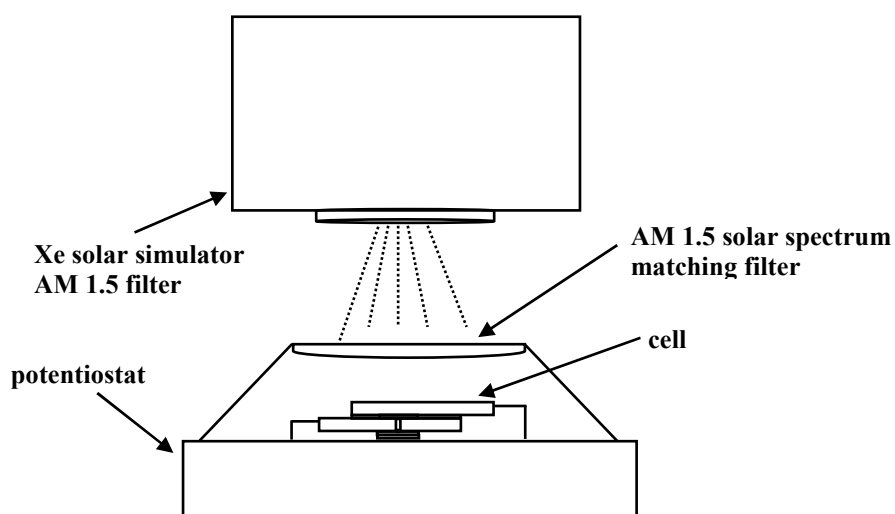 Xe solar simulator
AM 1.5 filter
AM 1.5 solar spectrum
matching filter
cell
potentiostat